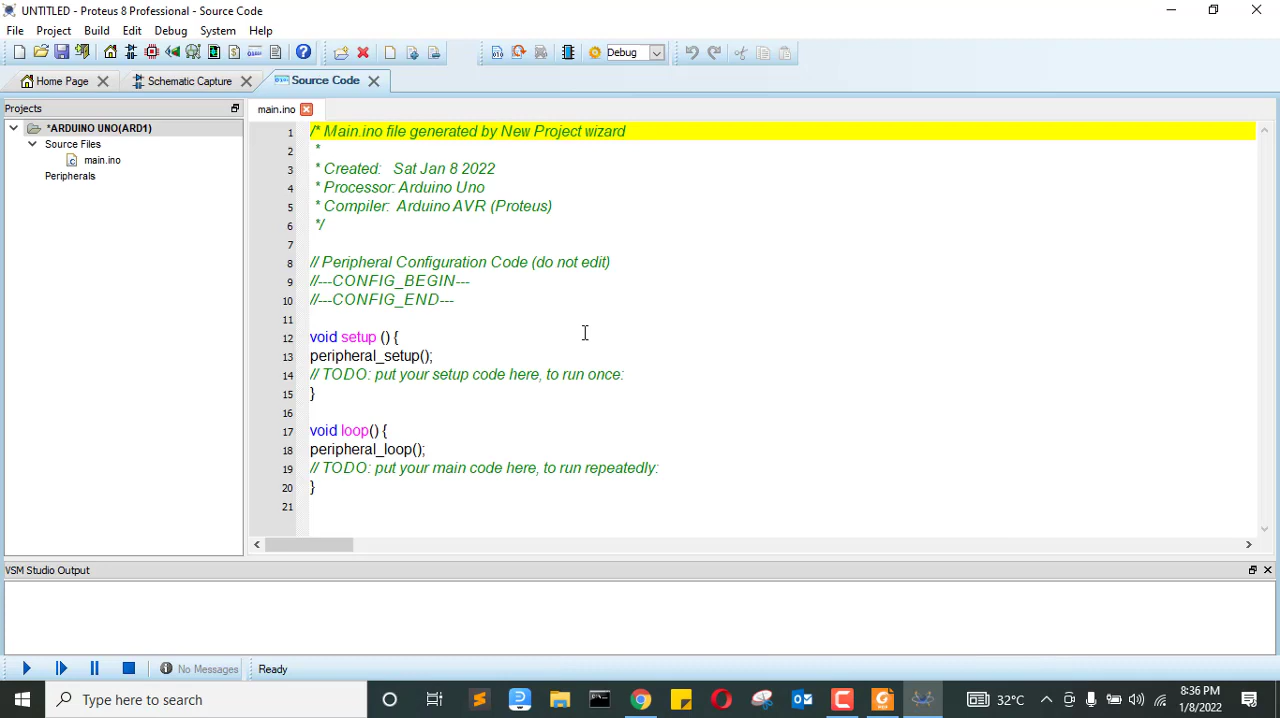 UNTITLED - Proteus 8 Professional - Source Code
File Project Build Edit Debug System Help
Debug
Home Page Schematic Capture Source Code
Projects
*ARDUINO UNO(ARD1)
Source Files
main.ino
Peripherals
main.ino
1 /* Main.ino file generated by New Project wizard
2 *
3 * Created: Sat Jan 8 2022
4 * Processor: Arduino Uno
5 * Compiler: Arduino AVR (Proteus)
6 */
7
8 // Peripheral Configuration Code (do not edit)
9 //---CONFIG_BEGIN---
10 //---CONFIG_END---
11
12 void setup () {
13 peripheral_setup();
14 // TODO: put your setup code here, to run once:
15 }
16
17 void loop() {
18 peripheral_loop();
19 // TODO: put your main code here, to run repeatedly:
20 }
21
VSM Studio Output
No Messages Ready
Type here to search
32°C
8:36 PM
1/8/2022